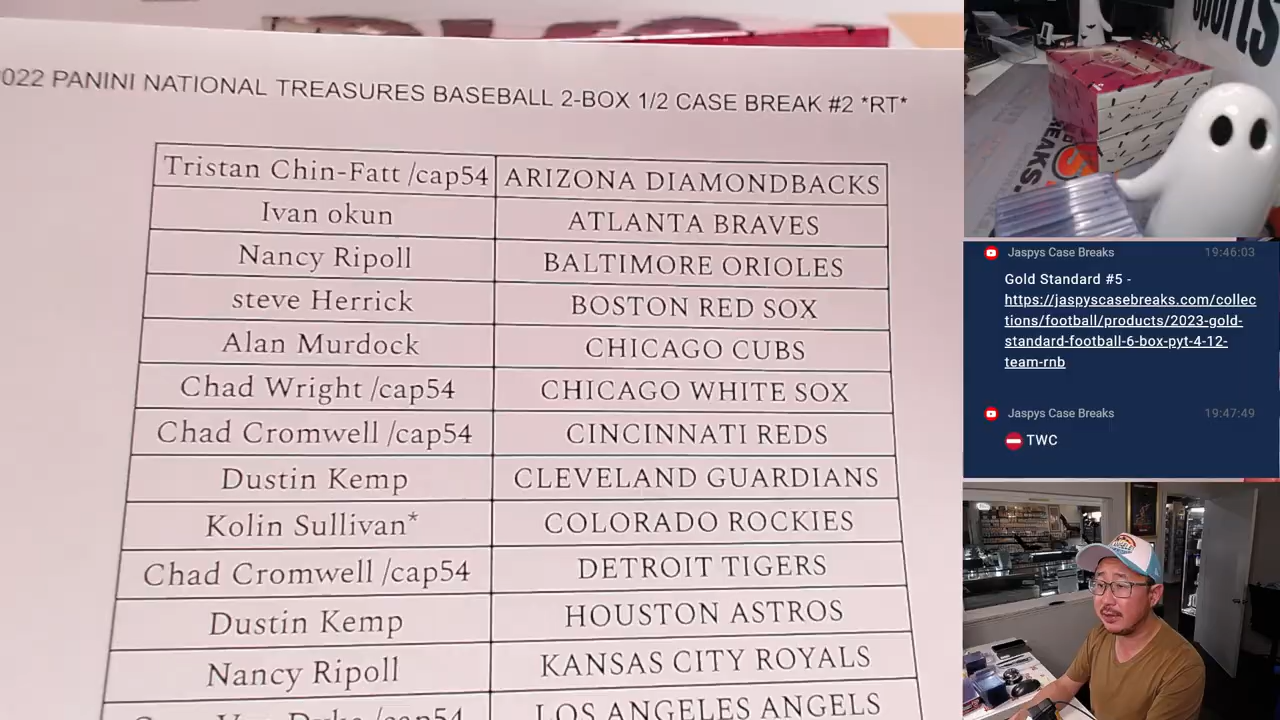 022 PANINI NATIONAL TREASURES BASEBALL 2-BOX 1/2 CASE BREAK #2 *RT*
Tristan Chin-Fatt /cap54 ARIZONA DIAMONDBACKS
Ivan okun ATLANTA BRAVES
Nancy Ripoll BALTIMORE ORIOLES
steve Herrick BOSTON RED SOX
Alan Murdock CHICAGO CUBS
Chad Wright /cap54 CHICAGO WHITE SOX
Chad Cromwell /cap54 CINCINNATI REDS
Dustin Kemp CLEVELAND GUARDIANS
Kolin Sullivan* COLORADO ROCKIES
Chad Cromwell /cap54 DETROIT TIGERS
Dustin Kemp HOUSTON ASTROS
Nancy Ripoll KANSAS CITY ROYALS
/cap54 LOS ANGELES ANGELS
sports
REAKS.
Jaspys Case Breaks 19:46:03
Gold Standard #5 -
https://jaspyscasebreaks.com/collec
tions/football/products/2023-gold-
standard-football-6-box-pyt-4-12-
team-rnb
Jaspys Case Breaks 19:47:49
TWC